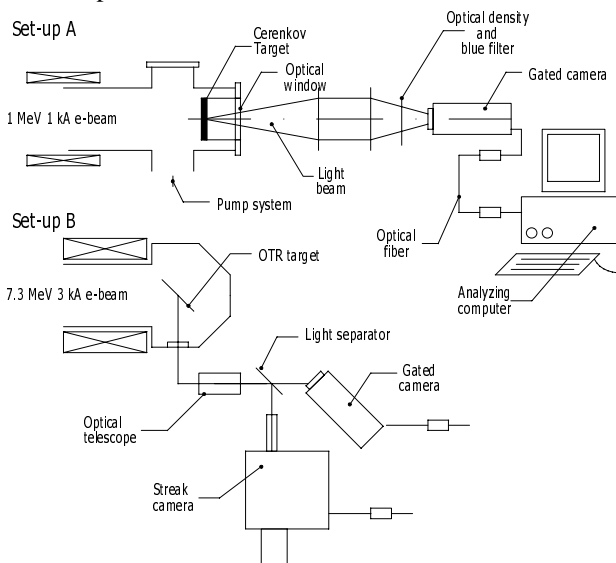 Set-up A
Cerenkov
Target
Optical
window
Optical density
and
blue filter
Gated camera
1 MeV 1 kA e-beam
Light
beam
Pump system
Optical
fiber
Analyzing
computer
Set-up B
OTR target
7.3 MeV 3 kA e-beam
Light separator
Gated
camera
Optical
telescope
Streak
camera